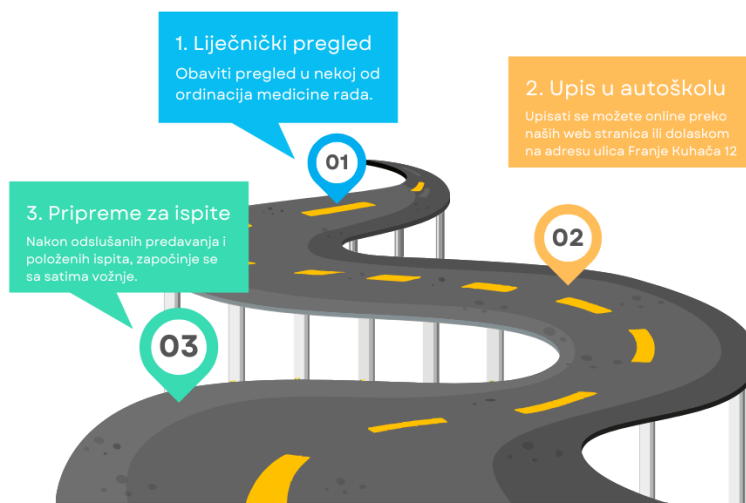 1. Liječnički pregled
Obaviti pregled u nekoj od
ordinacija medicine rada.
01
2. Upis u autoškolu
Upisati se možete online preko
naših web stranica ili dolaskom
na adresu ulica Franje Kuhača 12
02
3. Pripreme za ispite
Nakon odslušanih predavanja i
položenih ispita, započinje se
sa satima vožnje.
03